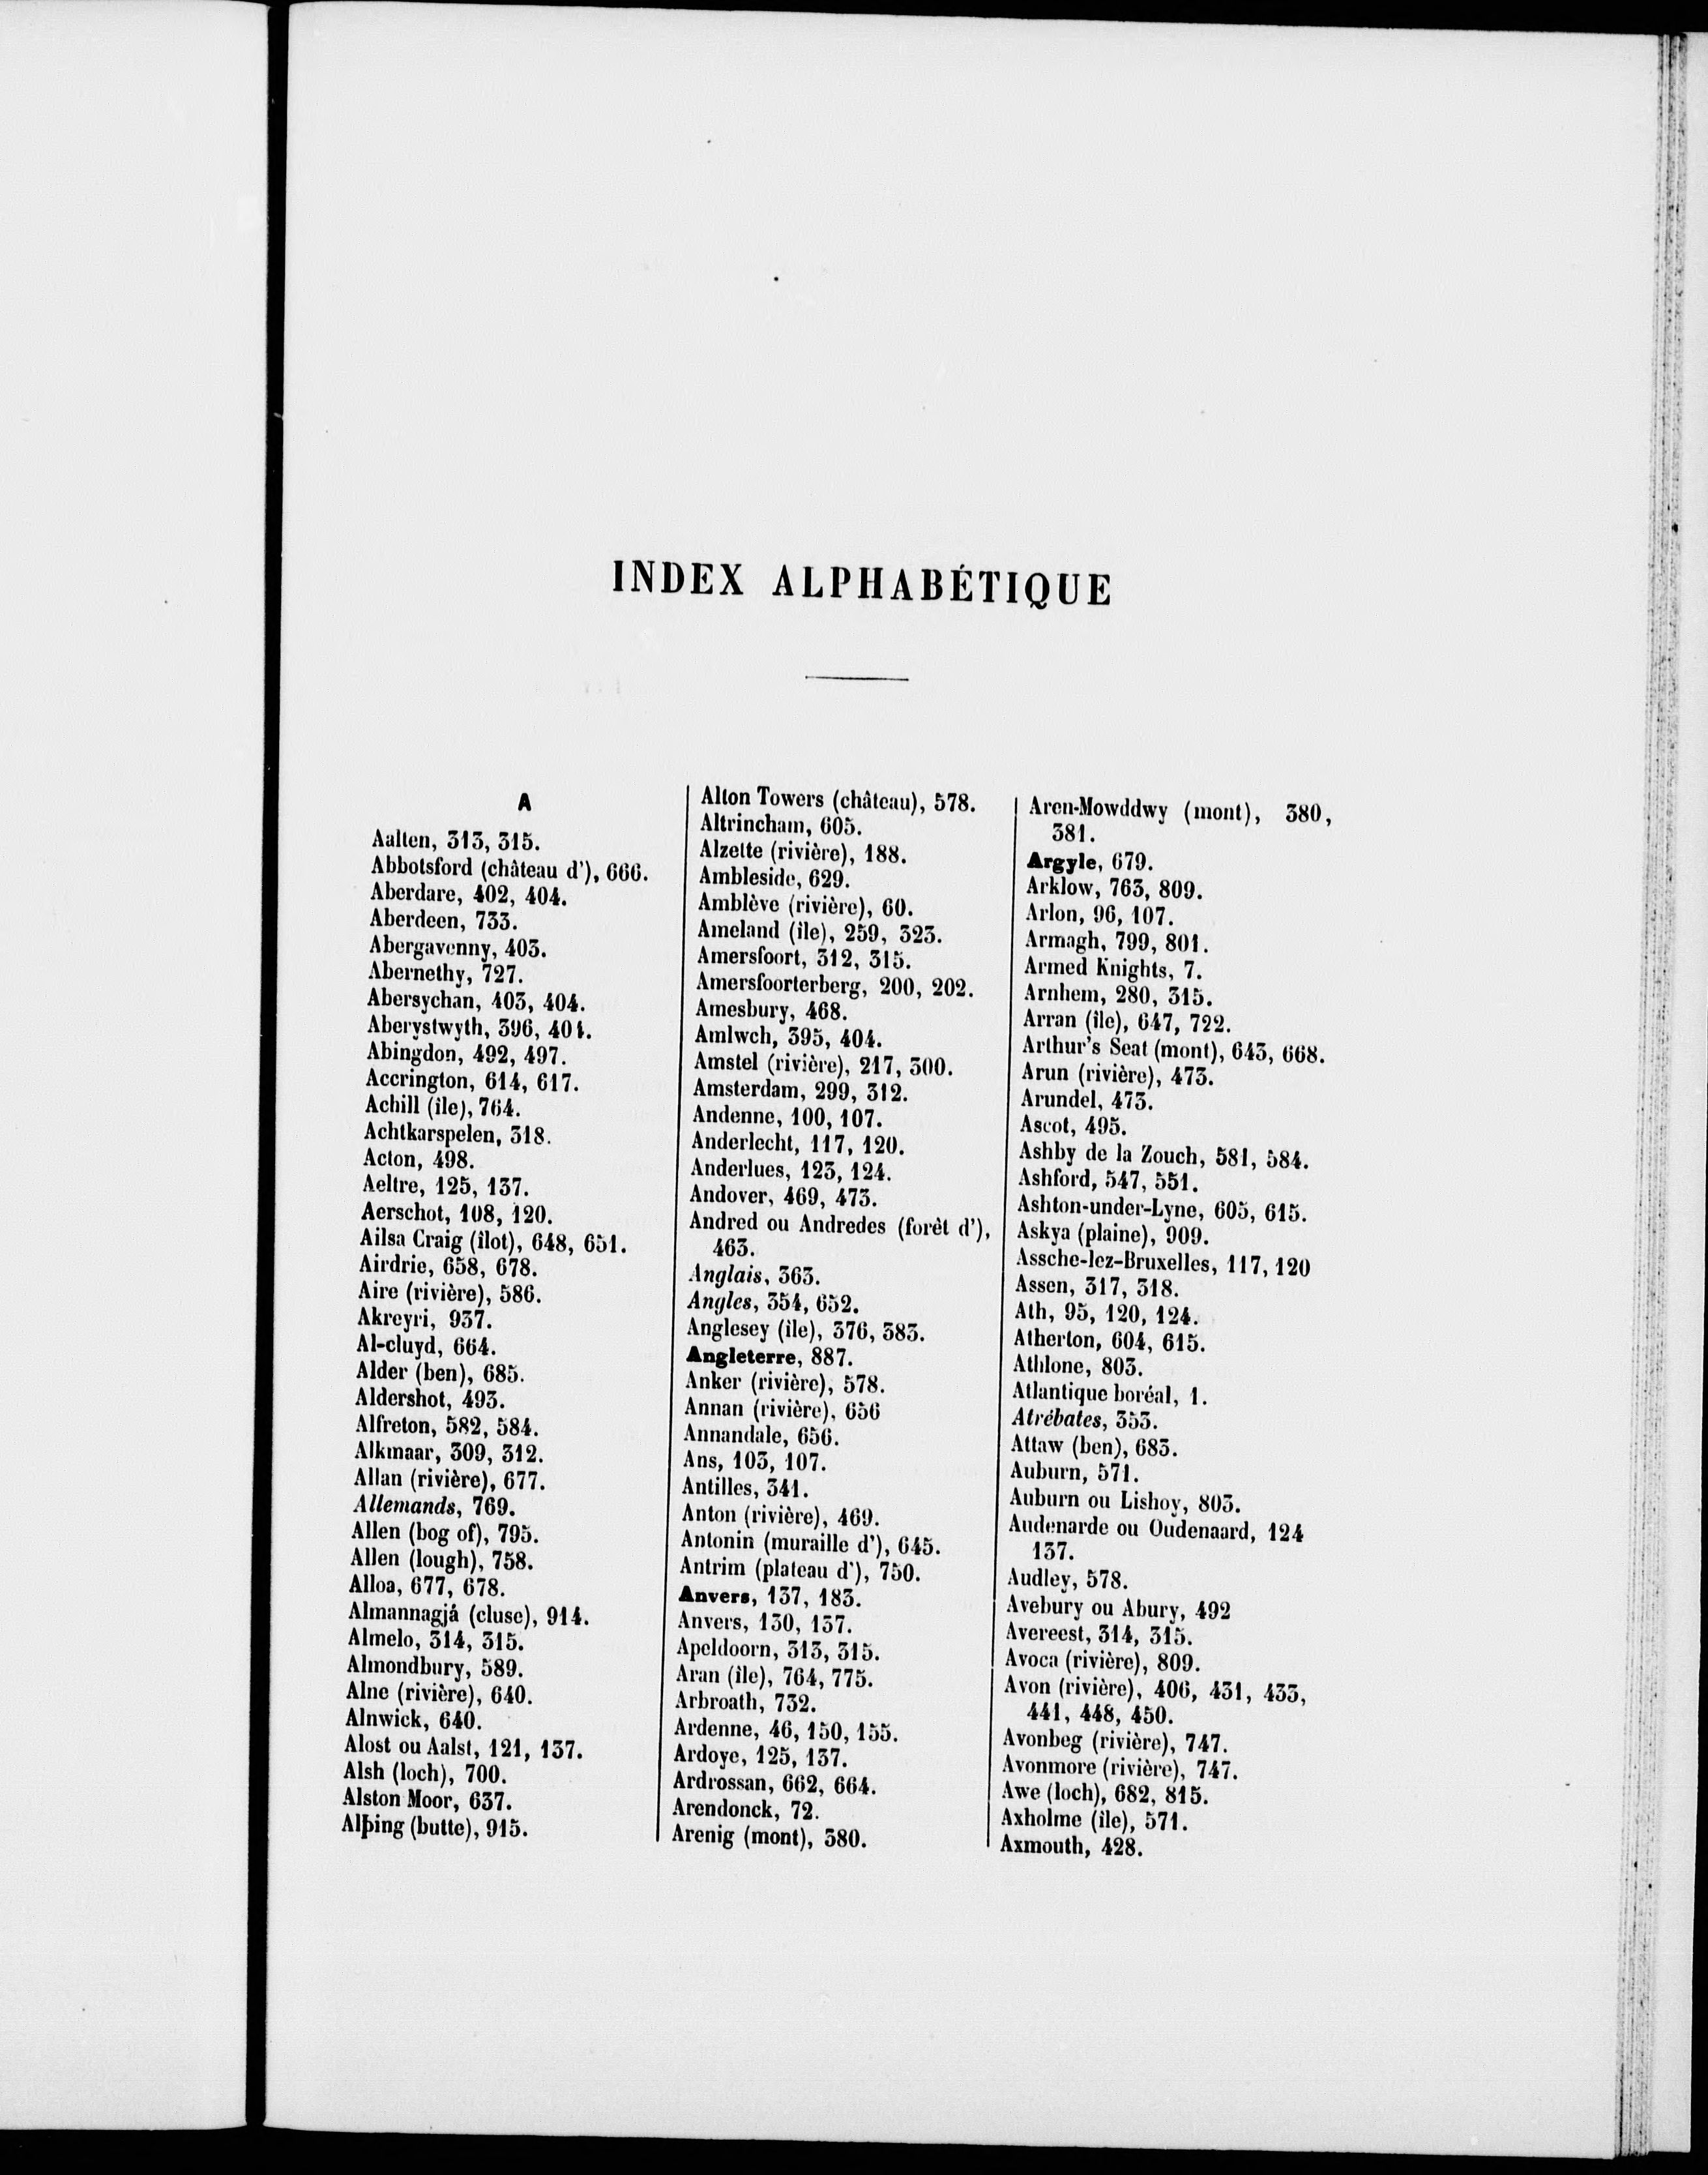 INDEX ALPHABÉTIQUE
A
Aalten, 313, 315.
Abbotsford (château d'), 666.
Aberdare, 402, 404.
Aberdeen, 733.
Abergavenny, 403.
Abernethy, 727.
Abersychan, 403, 404.
Aberystwyth, 396, 404.
Abingdon, 492, 497.
Accrington, 614, 617.
Achill (île), 764.
Achtkarspelen, 318.
Acton, 498.
Aeltre, 125, 137.
Aerschot, 108, 120.
Ailsa Craig (îlot), 648, 651.
Airdrie, 658, 678.
Aire (rivière), 586.
Akreyri, 937.
Al-cluyd, 664.
Alder (ben), 685.
Aldershot, 493.
Alfreton, 582, 584.
Alkmaar, 309, 312.
Allan (rivière), 677.
Allemands, 769.
Allen (bog of), 795.
Allen (lough), 758.
Alloa, 677, 678.
Almannagjá (cluse), 914.
Almelo, 314, 315.
Almondbury, 589.
Alne (rivière), 640.
Alnwick, 640.
Alost ou Aalst, 121, 137.
Alsh (loch), 700.
Alston Moor, 637.
Alþing (butte), 915.
Alton Towers (château), 578.
Altrincham, 605.
Alzette (rivière), 188.
Ambleside, 629.
Amblève (rivière), 60.
Ameland (île), 259, 323.
Amersfoort, 312, 315.
Amersfoorterberg, 200, 202.
Amesbury, 468.
Amlwch, 395, 404.
Amstel (rivière), 217, 300.
Amsterdam, 299, 312.
Andenne, 100, 107.
Anderlecht, 117, 120.
Anderlues, 123, 124.
Andover, 469, 473.
Andred ou Andredes (forêt d'),
463.
Anglais, 363.
Angles, 354, 652.
Anglesey (île), 376, 383.
Angleterre, 887.
Anker (rivière), 578.
Annan (rivière), 656
Annandale, 656.
Ans, 103, 107.
Antilles, 341.
Anton (rivière), 469.
Antonin (muraille d'), 645.
Antrim (plateau d'), 750.
Anvers, 137, 183.
Anvers, 130, 137.
Apeldoorn, 313, 315.
Aran (île), 764, 775.
Arbroath, 732.
Ardenne, 46, 150, 155.
Ardoye, 125, 137.
Ardrossan, 662, 664.
Arendonck, 72.
Arenig (mont), 380.
Aren-Mowddwy (mont), 380,
381.
Argyle, 679.
Arklow, 763, 809.
Arlon, 96, 107.
Armagh, 799, 801.
Armed Knights, 7.
Arnhem, 280, 315.
Arran (île), 647, 722.
Arthur's Seat (mont), 643, 668.
Arun (rivière), 473.
Arundel, 473.
Ascot, 495.
Ashby de la Zouch, 581, 584.
Ashford, 547, 551.
Ashton-under-Lyne, 605, 615.
Askya (plaine), 909.
Assche-lez-Bruxelles, 117, 120
Assen, 317, 318.
Ath, 95, 120, 124.
Atherton, 604, 615.
Athlone, 803.
Atlantique boréal, 1.
Atrébates, 353.
Attaw (ben), 683.
Auburn, 571.
Auburn ou Lishoy, 803.
Audenarde ou Oudenaard, 124
137.
Audley, 578.
Avebury ou Abury, 492
Avereest, 314, 315.
Avoca (rivière), 809.
Avon (rivière), 406, 431, 433,
441, 448, 450.
Avonbeg (rivière), 747.
Avonmore (rivière), 747.
Awe (loch), 682, 815.
Axholme (île), 571.
Axmouth, 428.